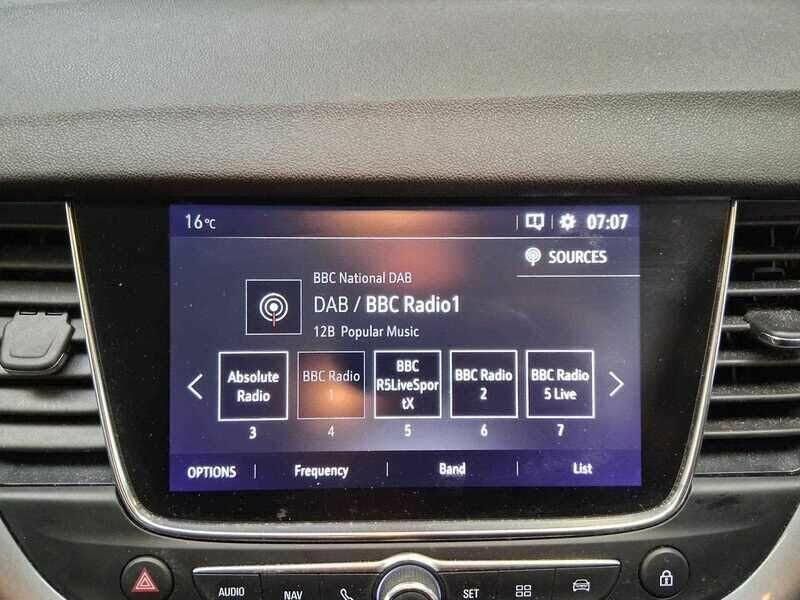 16°C
07:07
SOURCES
BBC National DAB
DAB / BBC Radio1
12B Popular Music
Absolute
Radio
BBC Radio
1
BBC
R5LiveSpor
tX
BBC Radio
2
BBC Radio
5 Live
3
4
5
6
7
OPTIONS
Frequency
Band
List
AUDIO
NAV
SET